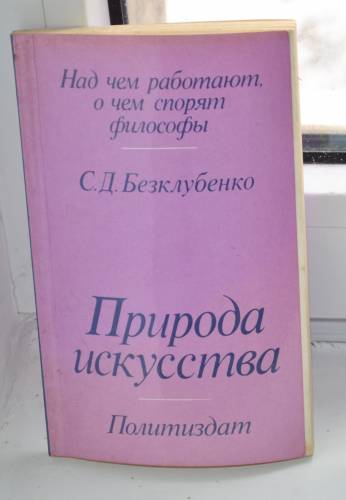 Над чем работают,
о чем спорят
философы
С.Д.Безклубенко
Природа
искусства
Политиздат